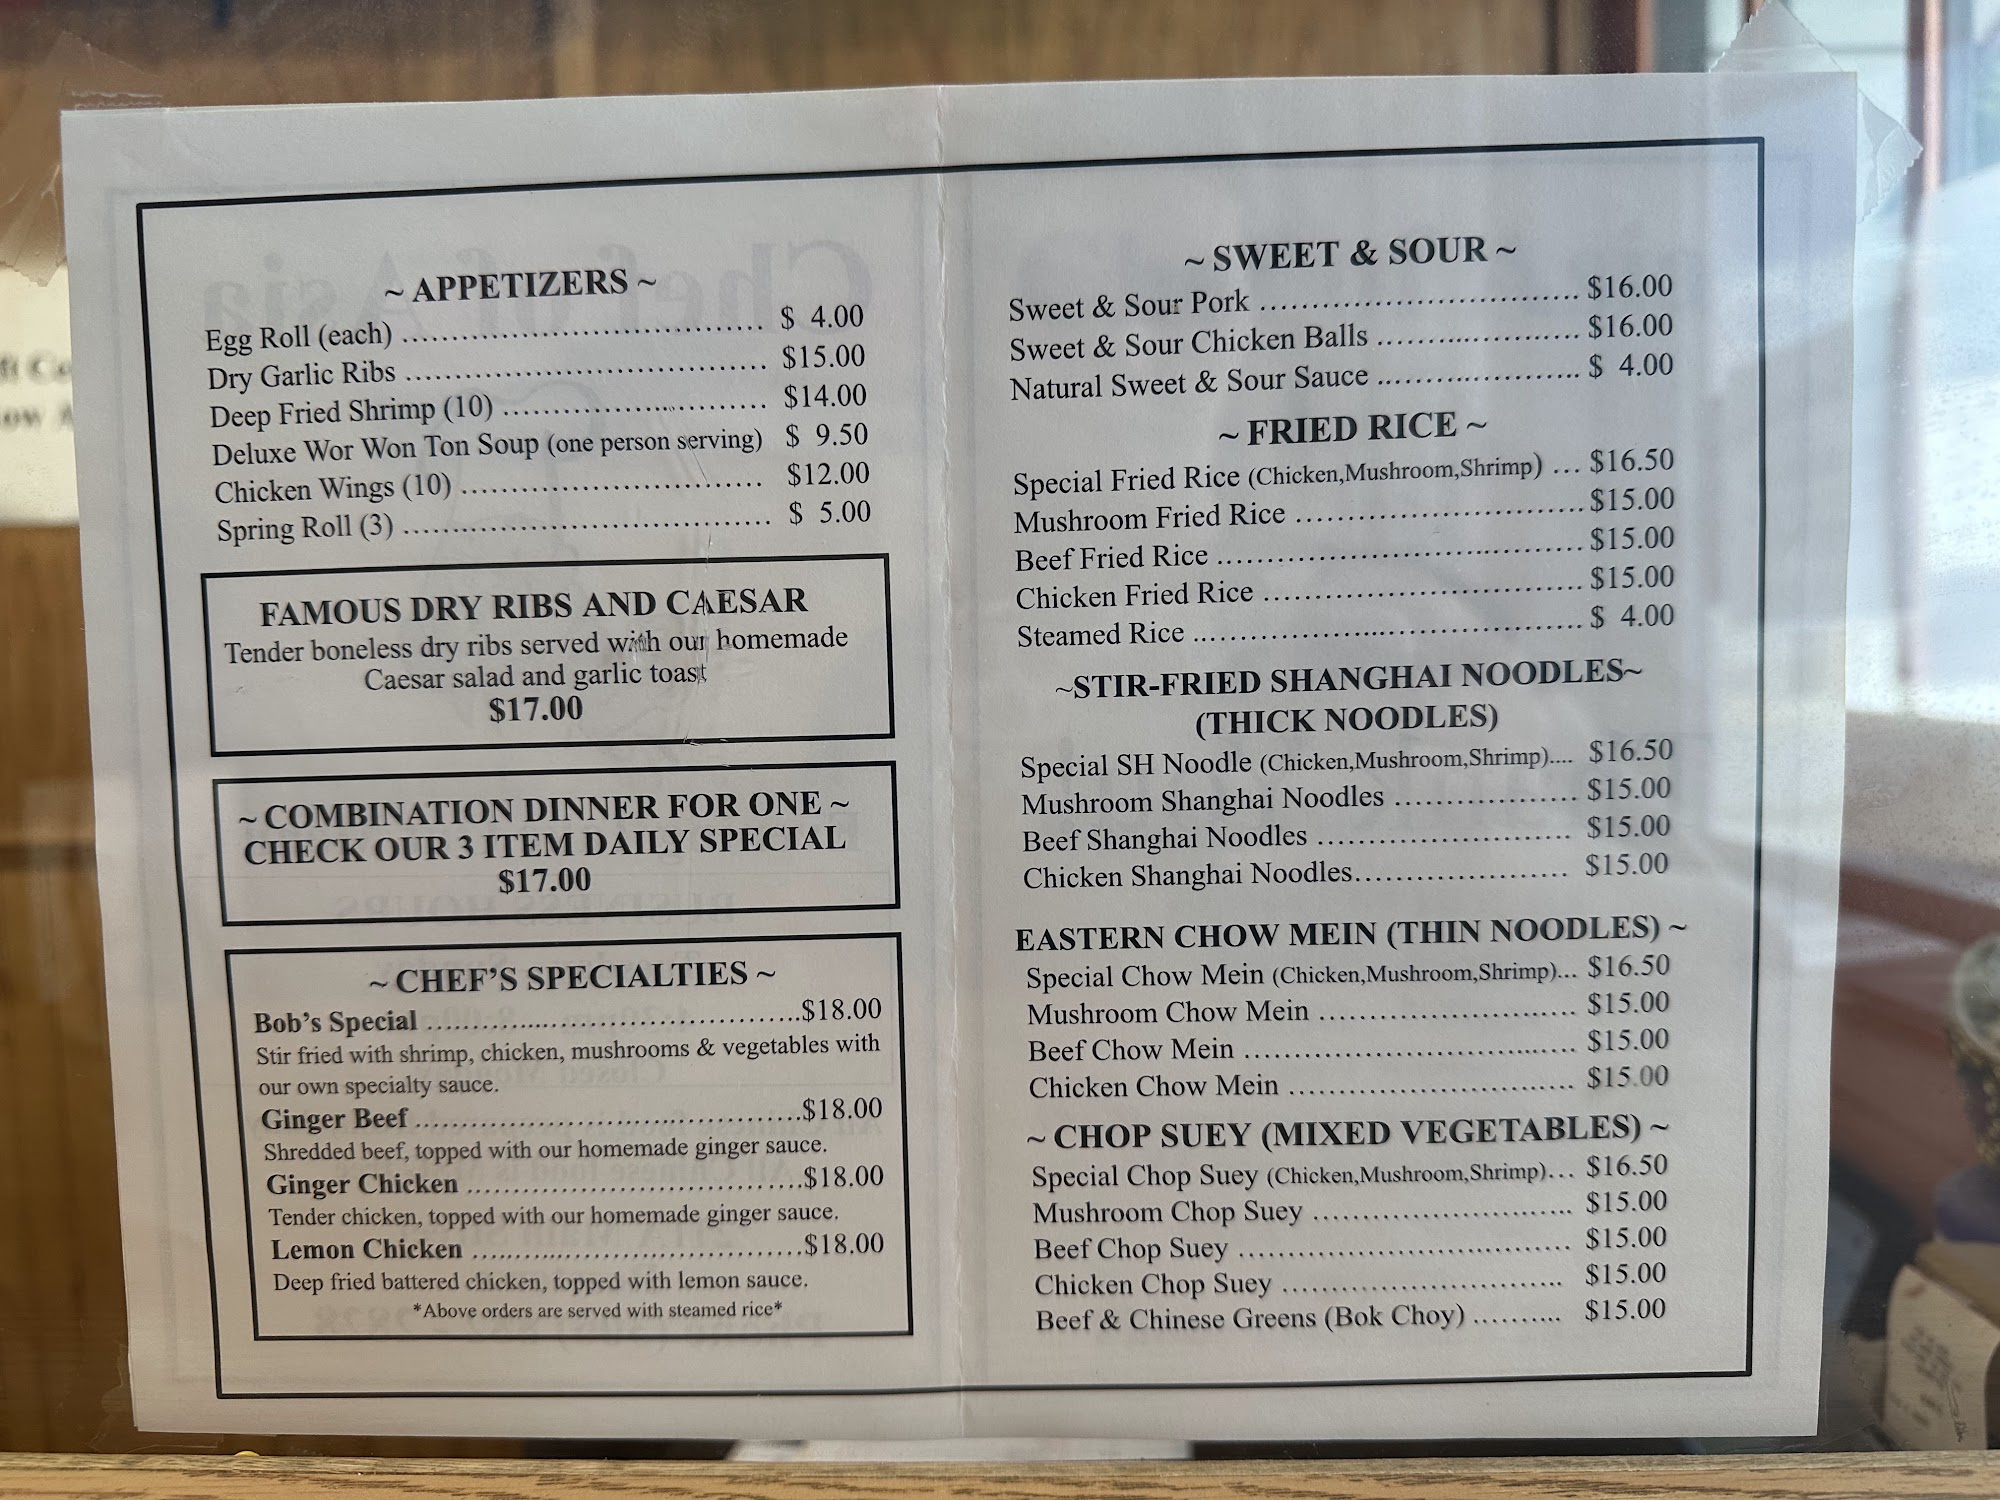 ~ APPETIZERS ~
Egg Roll (each) ................................... $ 4.00
Dry Garlic Ribs ................................... $15.00
Deep Fried Shrimp (10) .......................... $14.00
Deluxe Wor Won Ton Soup (one person serving) $ 9.50
Chicken Wings (10) .............................. $12.00
Spring Roll (3) .................................... $ 5.00
FAMOUS DRY RIBS AND CAESAR
Tender boneless dry ribs served with our homemade
Caesar salad and garlic toast
$17.00
~ COMBINATION DINNER FOR ONE ~
CHECK OUR 3 ITEM DAILY SPECIAL
$17.00
~ CHEF'S SPECIALTIES ~
Bob's Special .......................................$18.00
Stir fried with shrimp, chicken, mushrooms & vegetables with
our own specialty sauce.
Ginger Beef ........................................$18.00
Shredded beef, topped with our homemade ginger sauce.
Ginger Chicken ...................................$18.00
Tender chicken, topped with our homemade ginger sauce.
Lemon Chicken ...................................$18.00
Deep fried battered chicken, topped with lemon sauce.
*Above orders are served with steamed rice*
~ SWEET & SOUR ~
Sweet & Sour Pork ............................... $16.00
Sweet & Sour Chicken Balls .................... $16.00
Natural Sweet & Sour Sauce .................... $ 4.00
~ FRIED RICE ~
Special Fried Rice (Chicken,Mushroom,Shrimp) ... $16.50
Mushroom Fried Rice ............................ $15.00
Beef Fried Rice ................................... $15.00
Chicken Fried Rice ............................... $15.00
Steamed Rice ...................................... $ 4.00
~STIR-FRIED SHANGHAI NOODLES~
(THICK NOODLES)
Special SH Noodle (Chicken,Mushroom,Shrimp).... $16.50
Mushroom Shanghai Noodles .................. $15.00
Beef Shanghai Noodles ......................... $15.00
Chicken Shanghai Noodles..................... $15.00
EASTERN CHOW MEIN (THIN NOODLES) ~
Special Chow Mein (Chicken,Mushroom,Shrimp)... $16.50
Mushroom Chow Mein ......................... $15.00
Beef Chow Mein ................................. $15.00
Chicken Chow Mein ............................ $15.00
~ CHOP SUEY (MIXED VEGETABLES) ~
Special Chop Suey (Chicken,Mushroom,Shrimp)... $16.50
Mushroom Chop Suey .......................... $15.00
Beef Chop Suey ................................. $15.00
Chicken Chop Suey ............................ $15.00
Beef & Chinese Greens (Bok Choy) .......... $15.00